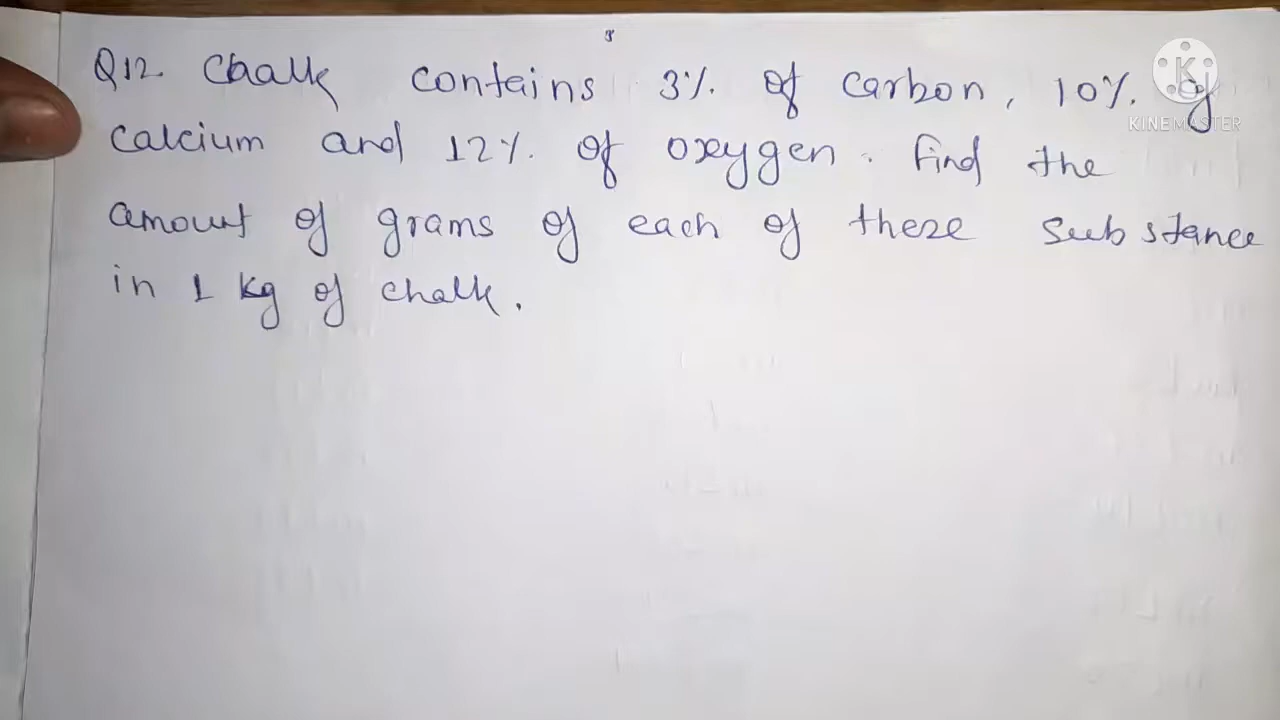 Q12. Chalk contains 3% of carbon, 10% of
calcium and 12% of oxygen. Find the
amount of grams of each of these substance
in 1 kg of chalk.
KINEMASTER